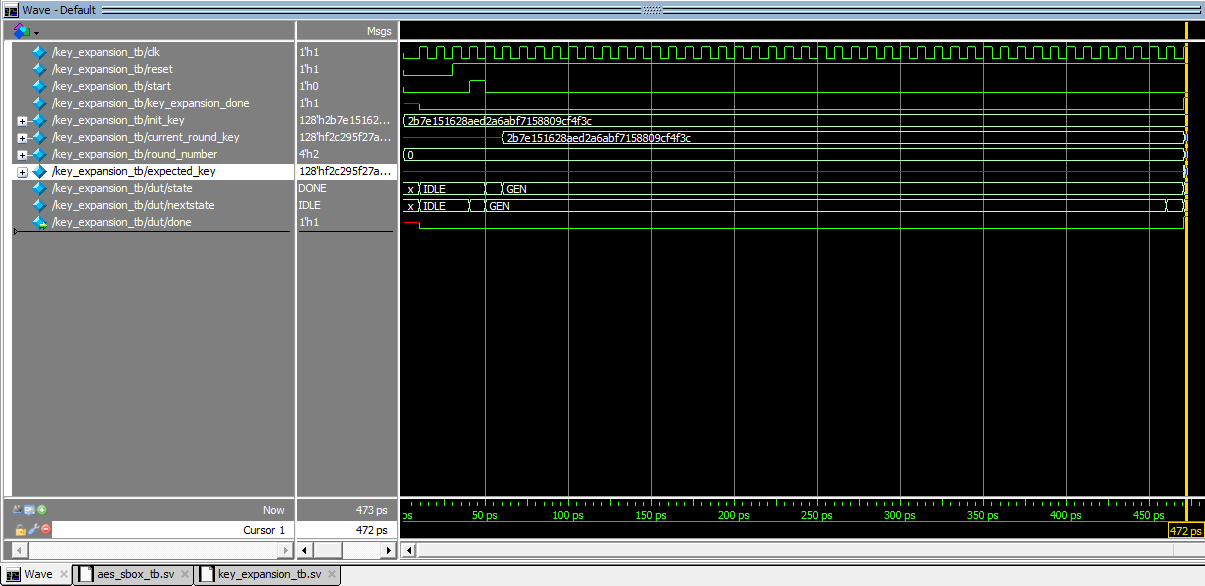 Wave - Default
Msgs
/key_expansion_tb/clk 1'h1
/key_expansion_tb/reset 1'h1
/key_expansion_tb/start 1'h0
/key_expansion_tb/key_expansion_done 1'h1
/key_expansion_tb/init_key 128'h2b7e15162... 2b7e151628aed2a6abf7158809cf4f3c
/key_expansion_tb/current_round_key 128'hf2c295f27a... 2b7e151628aed2a6abf7158809cf4f3c
/key_expansion_tb/round_number 4'h2 0
/key_expansion_tb/expected_key 128'hf2c295f27a...
/key_expansion_tb/dut/state DONE x IDLE GEN
/key_expansion_tb/dut/nextstate IDLE x IDLE GEN
/key_expansion_tb/dut/done 1'h1
Now 473 ps ps 50 ps 100 ps 150 ps 200 ps 250 ps 300 ps 350 ps 400 ps 450 ps
Cursor 1 472 ps 472 ps
Wave aes_sbox_tb.sv key_expansion_tb.sv